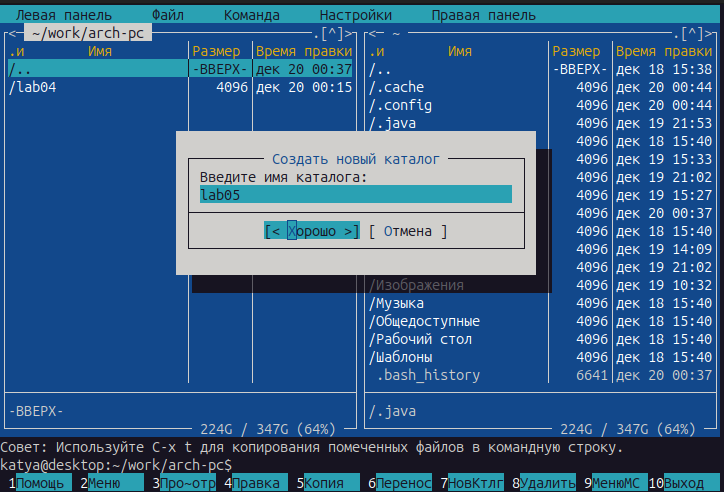 Левая панель Файл Команда Настройки Правая панель
<─ ~/work/arch-pc .[^]> <─ ~ .[^]>
.и Имя Размер Время правки .и Имя Размер Время правки
/.. -ВВЕРХ- дек 20 00:37 /.. -ВВЕРХ- дек 18 15:38
/lab04 4096 дек 20 00:15 /.cache 4096 дек 20 00:44
/.config 4096 дек 20 00:44
/.java 4096 дек 19 21:53
4096 дек 18 15:40
Создать новый каталог 4096 дек 19 15:33
Введите имя каталога: 4096 дек 19 21:02
lab05 4096 дек 19 15:27
4096 дек 20 00:37
[< Хорошо >] [ Отмена ] 4096 дек 18 15:40
4096 дек 19 14:09
4096 дек 19 21:02
/Изображения 4096 дек 19 10:32
/Музыка 4096 дек 18 15:40
/Общедоступные 4096 дек 18 15:40
/Рабочий стол 4096 дек 18 15:40
/Шаблоны 4096 дек 18 15:40
.bash_history 6641 дек 20 00:37
-ВВЕРХ- /.java
224G / 347G (64%) 224G / 347G (64%)
Совет: Используйте C-x t для копирования помеченных файлов в командную строку.
katya@desktop:~/work/arch-pc$
1Помощь 2Меню 3Про~отр 4Правка 5Копия 6Перенос 7НовКтлг 8Удалить 9МенюМС 10Выход